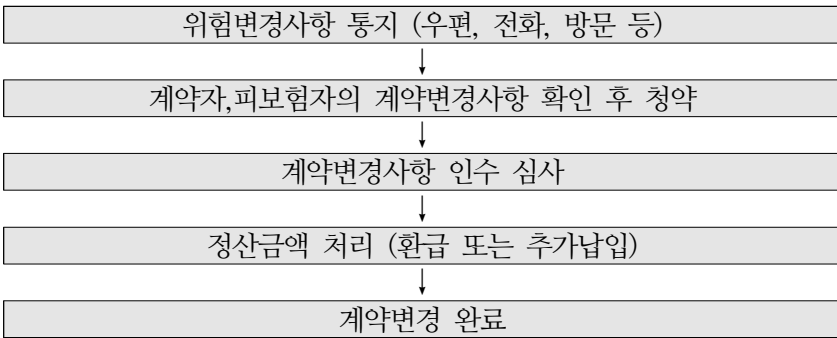 위험변경사항 통지 (우편, 전화, 방문 등)
계약자,피보험자의 계약변경사항 확인 후 청약
계약변경사항 인수 심사
정산금액 처리 (환급 또는 추가납입)
계약변경 완료